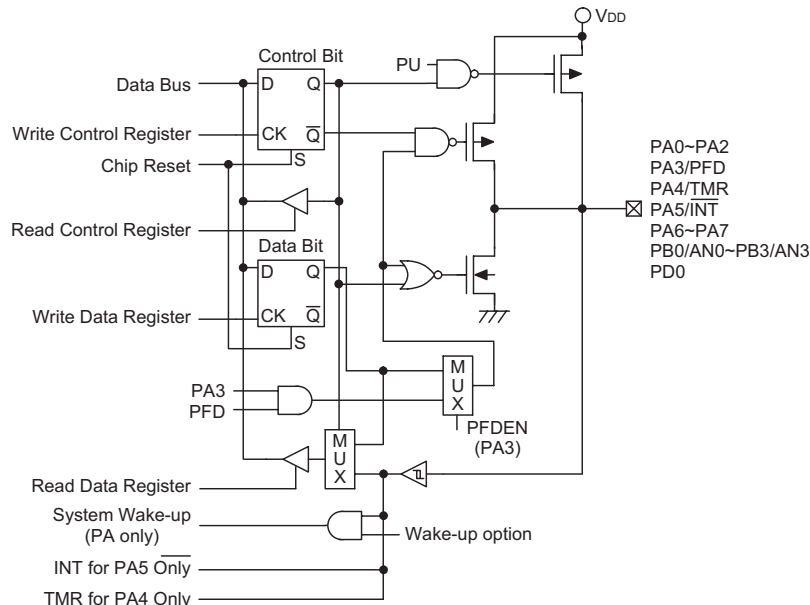 VDD
Control Bit
PU
Data Bus
D
Q
Write Control Register
CK
Q̅
Chip Reset
S
PA0~PA2
PA3/PFD
PA4/TMR
PA5/I̅N̅T̅
PA6~PA7
PB0/AN0~PB3/AN3
PD0
Read Control Register
Data Bit
D
Q
Write Data Register
CK
Q̅
S
M
U
X
PA3
PFD
PFDEN
(PA3)
M
U
X
Read Data Register
System Wake-up
(PA only)
Wake-up option
INT for PA5 O̅n̅l̅y̅
TMR for PA4 Only